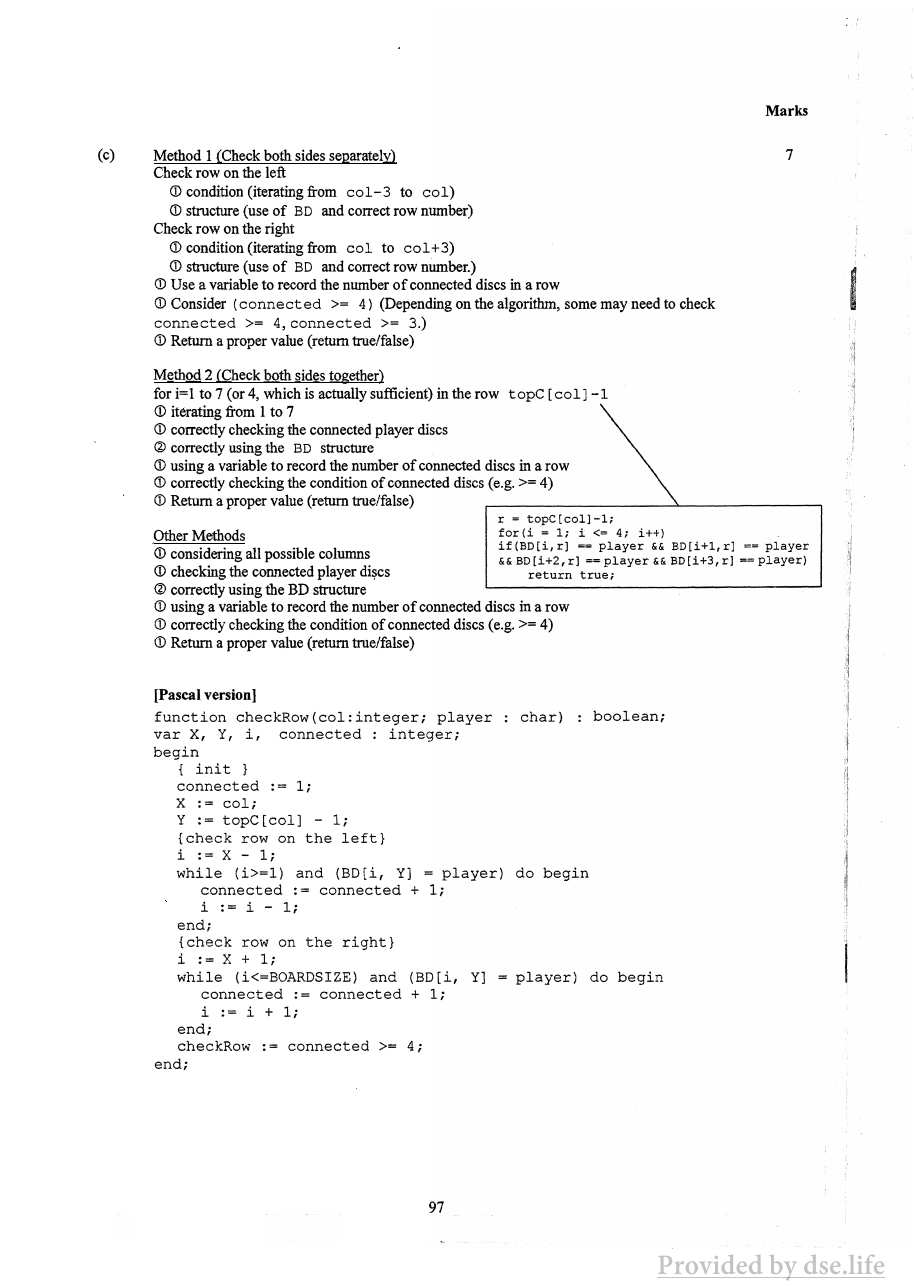 Marks
(c) Method 1 (Check both sides separately) 7
Check row on the left
① condition (iterating from col-3 to col)
① structure (use of BD and correct row number)
Check row on the right
① condition (iterating from col to col+3)
① structure (use of BD and correct row number.)
① Use a variable to record the number of connected discs in a row
① Consider (connected >= 4) (Depending on the algorithm, some may need to check
connected >= 4, connected >= 3.)
① Return a proper value (return true/false)
Method 2 (Check both sides together)
for i=1 to 7 (or 4, which is actually sufficient) in the row topC[col]-1
① iterating from 1 to 7
① correctly checking the connected player discs
② correctly using the BD structure
① using a variable to record the number of connected discs in a row
① correctly checking the condition of connected discs (e.g. >= 4)
① Return a proper value (return true/false)
r = topC[col]-1;
for(i = 1; i <= 4; i++)
if(BD[i,r] == player && BD[i+1,r] == player
&& BD[i+2,r] == player && BD[i+3,r] == player)
return true;
Other Methods
① considering all possible columns
① checking the connected player discs
② correctly using the BD structure
① using a variable to record the number of connected discs in a row
① correctly checking the condition of connected discs (e.g. >= 4)
① Return a proper value (return true/false)
[Pascal version]
function checkRow(col:integer; player : char) : boolean;
var X, Y, i, connected : integer;
begin
{ init }
connected := 1;
X := col;
Y := topC[col] - 1;
{check row on the left}
i := X - 1;
while (i>=1) and (BD[i, Y] = player) do begin
connected := connected + 1;
i := i - 1;
end;
{check row on the right}
i := X + 1;
while (i<=BOARDSIZE) and (BD[i, Y] = player) do begin
connected := connected + 1;
i := i + 1;
end;
checkRow := connected >= 4;
end;
97
Provided by dse.life